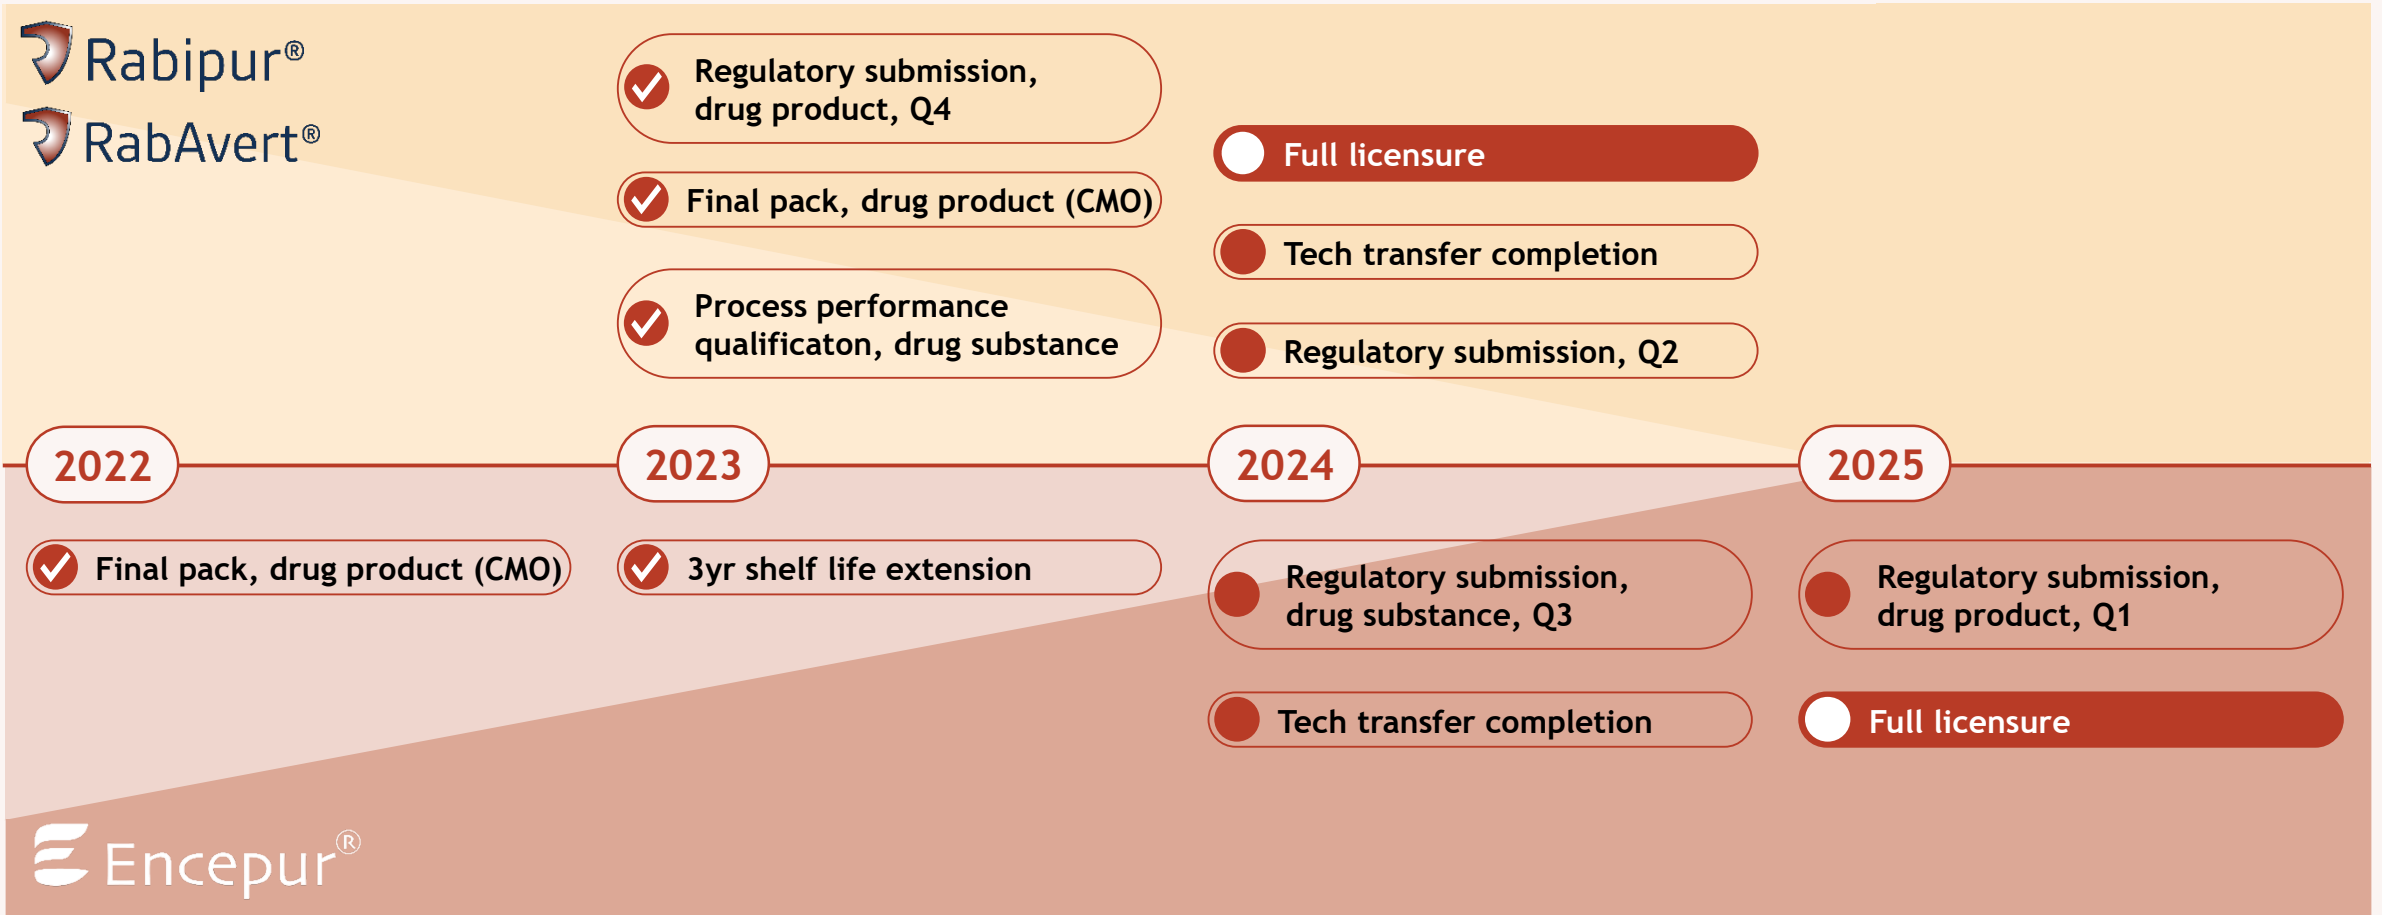 Rabipur®
RabAvert®
Regulatory submission,
drug product, Q4
Final pack, drug product (CMO)
Process performance
qualificaton, drug substance
Full licensure
Tech transfer completion
Regulatory submission, Q2
2022
2023
2024
2025
Final pack, drug product (CMO)
3yr shelf life extension
Regulatory submission,
drug substance, Q3
Tech transfer completion
Regulatory submission,
drug product, Q1
Full licensure
Encepur®